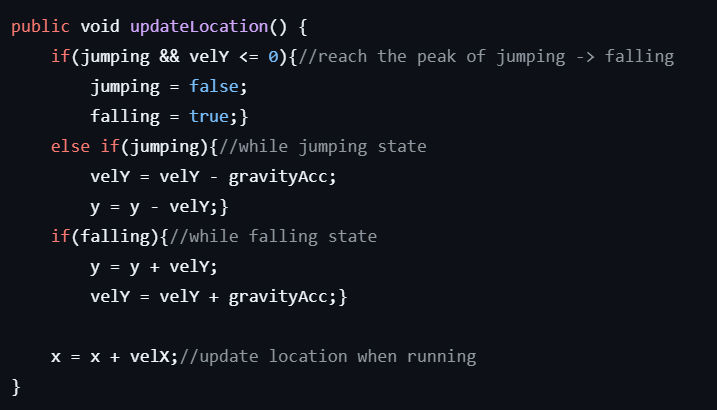 public void updateLocation() {
    if(jumping && velY <= 0){//reach the peak of jumping -> falling
        jumping = false;
        falling = true;}
    else if(jumping){//while jumping state
        velY = velY - gravityAcc;
        y = y - velY;}
    if(falling){//while falling state
        y = y + velY;
        velY = velY + gravityAcc;}

    x = x + velX;//update location when running
}